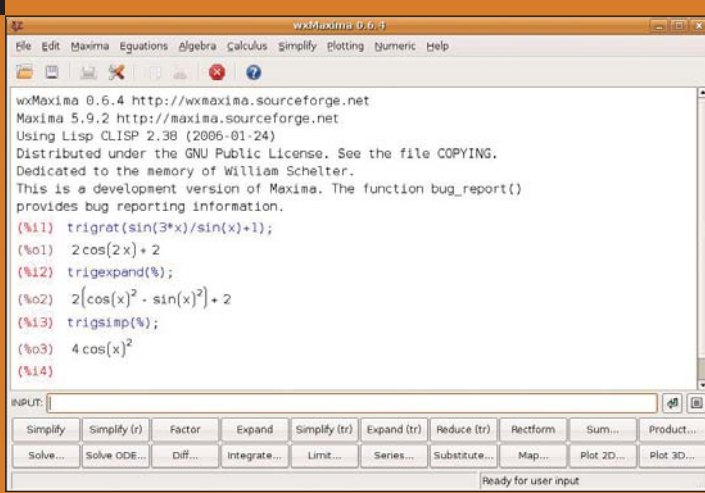 wxMaxima 0.6.4
File Edit Maxima Equations Algebra Calculus Simplify Plotting Numeric Help
wxMaxima 0.6.4 http://wxmaxima.sourceforge.net
Maxima 5.9.2 http://maxima.sourceforge.net
Using Lisp CLISP 2.38 (2006-01-24)
Distributed under the GNU Public License. See the file COPYING.
Dedicated to the memory of William Schelter.
This is a development version of Maxima. The function bug_report()
provides bug reporting information.
(%i1) trigrat(sin(3*x)/sin(x)+1);
(%o1) 2 cos(2 x) + 2
(%i2) trigexpand(%);
(%o2) 2(cos(x)² - sin(x)²) + 2
(%i3) trigsimp(%);
(%o3) 4 cos(x)²
(%i4)
INPUT:
Simplify Simplify (r) Factor Expand Simplify (tr) Expand (tr) Reduce (tr) Rectform Sum... Product...
Solve... Solve ODE... Diff... Integrate... Limit... Series... Substitute... Map... Plot 2D... Plot 3D...
Ready for user input